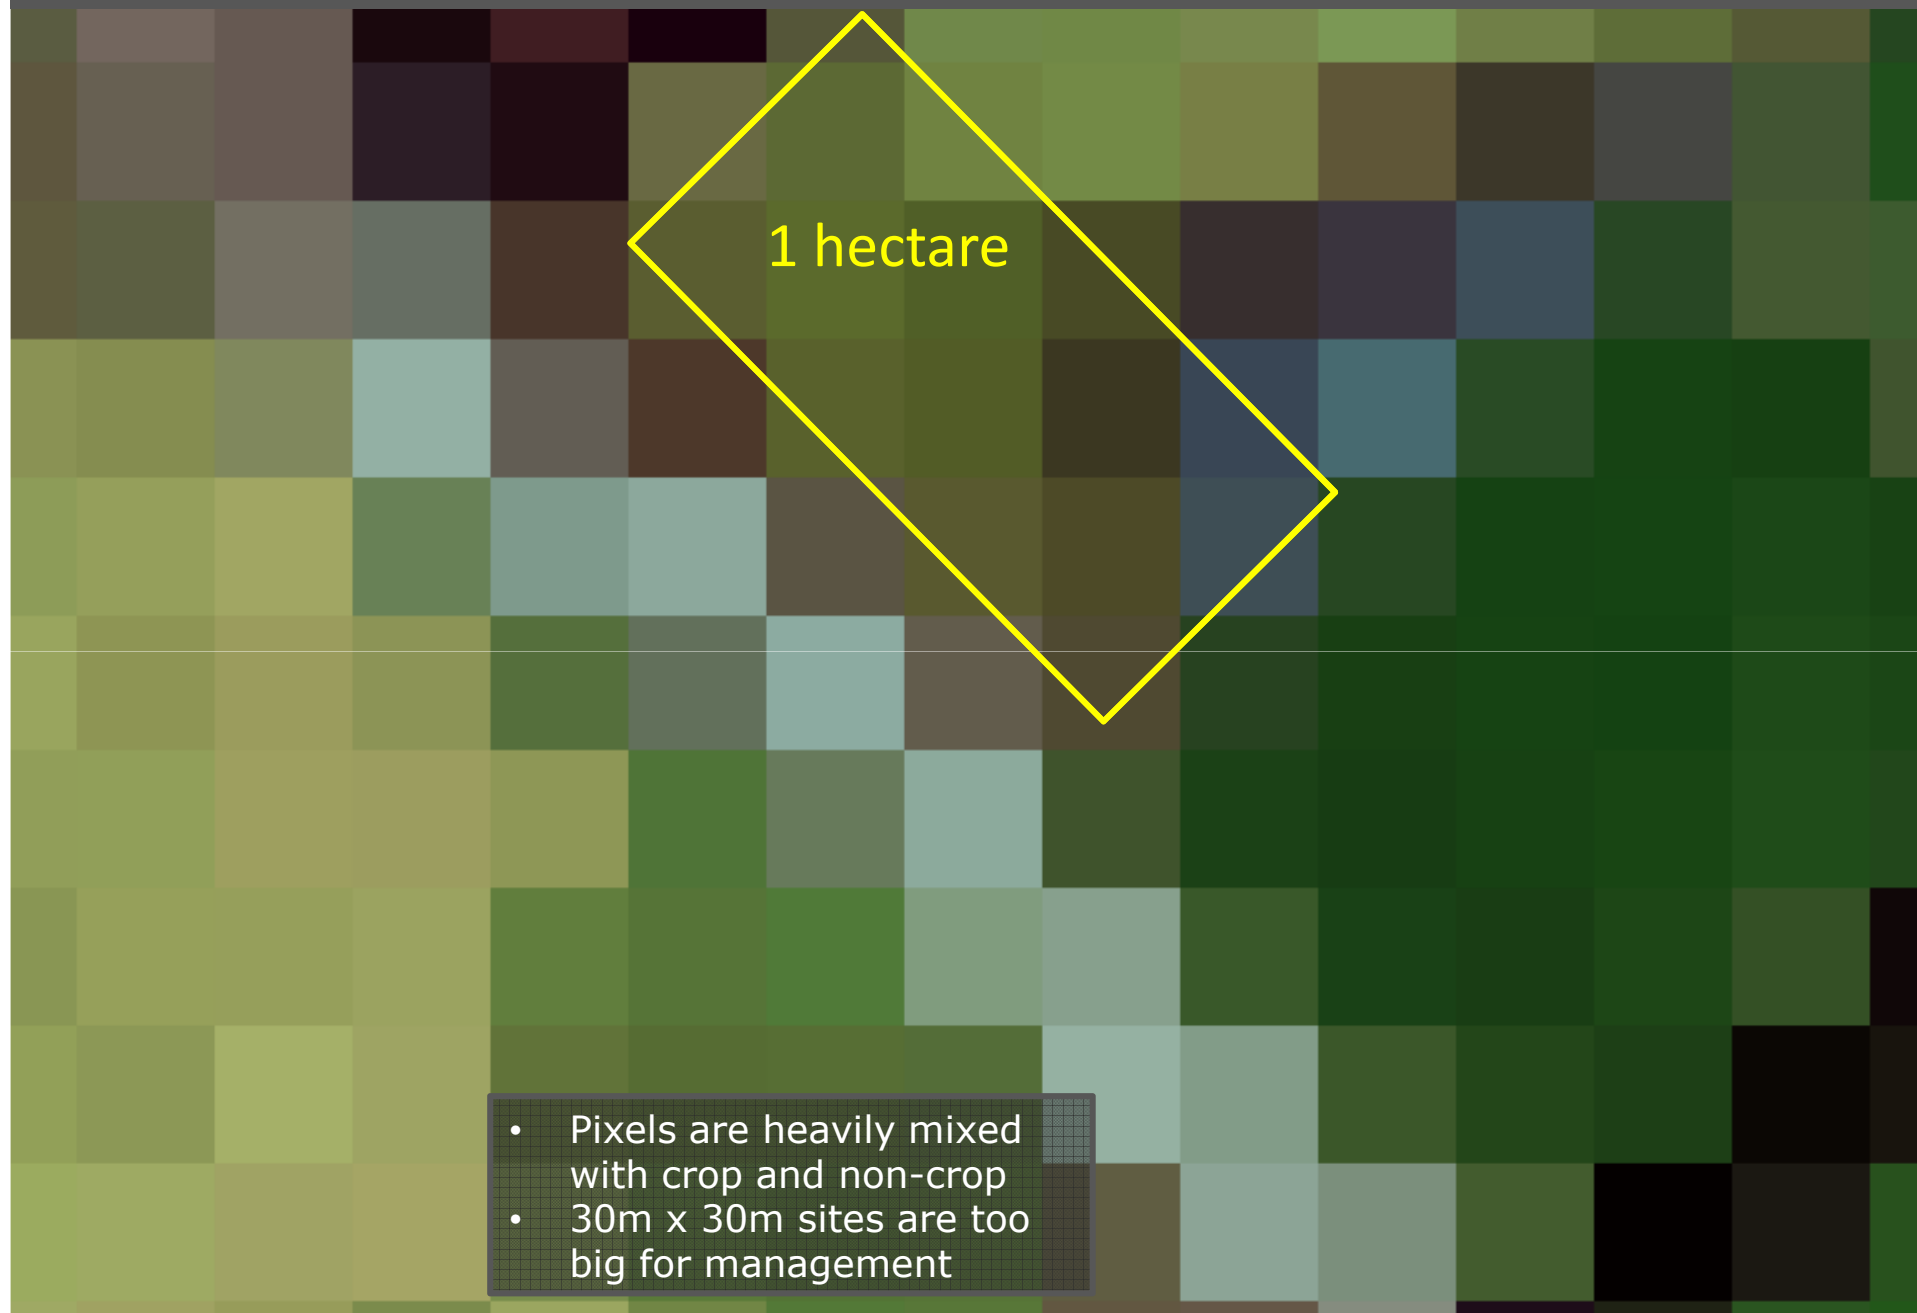 1 hectare
• Pixels are heavily mixed
with crop and non-crop
• 30m x 30m sites are too
big for management